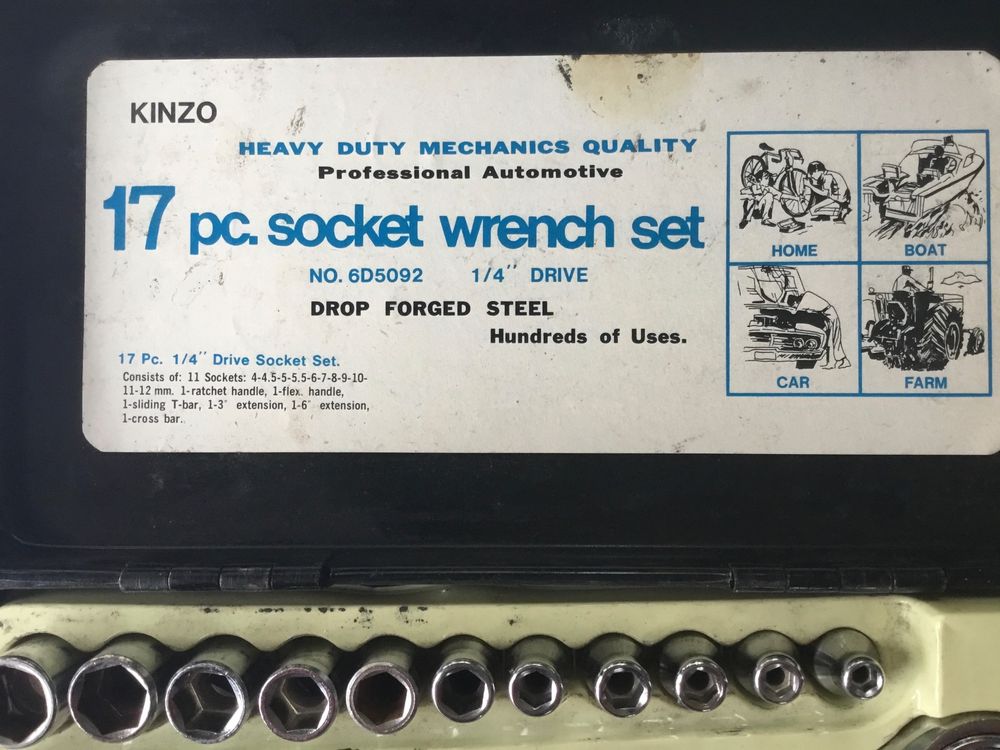 KINZO
HEAVY DUTY MECHANICS QUALITY
Professional Automotive
17 pc. socket wrench set
NO. 6D5092 1/4" DRIVE
DROP FORGED STEEL
Hundreds of Uses.
17 Pc. 1/4" Drive Socket Set.
Consists of: 11 Sockets: 4-4.5-5-5.5-6-7-8-9-10-
11-12 mm. 1-ratchet handle, 1-flex. handle,
1-sliding T-bar, 1-3" extension, 1-6" extension,
1-cross bar.
HOME
BOAT
CAR
FARM